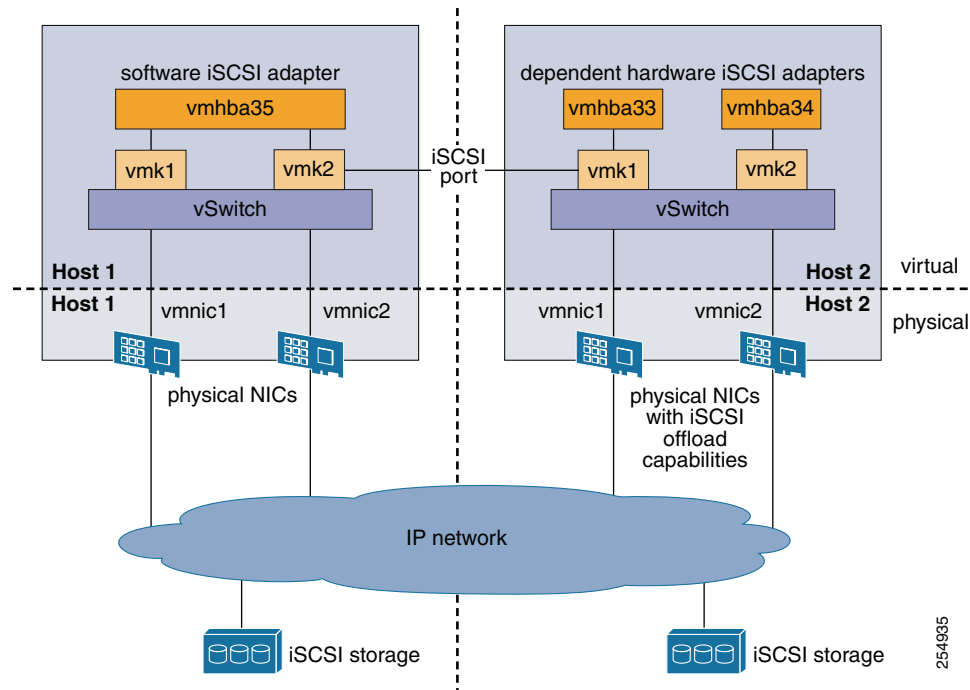 software iSCSI adapter
vmhba35
vmk1
vmk2
vSwitch
Host 1
Host 1
vmnic1
vmnic2
physical NICs
iSCSI
port
dependent hardware iSCSI adapters
vmhba33
vmhba34
vmk1
vmk2
vSwitch
Host 2
Host 2
virtual
physical
vmnic1
vmnic2
physical NICs
with iSCSI
offload
capabilities
IP network
iSCSI storage
iSCSI storage
254935